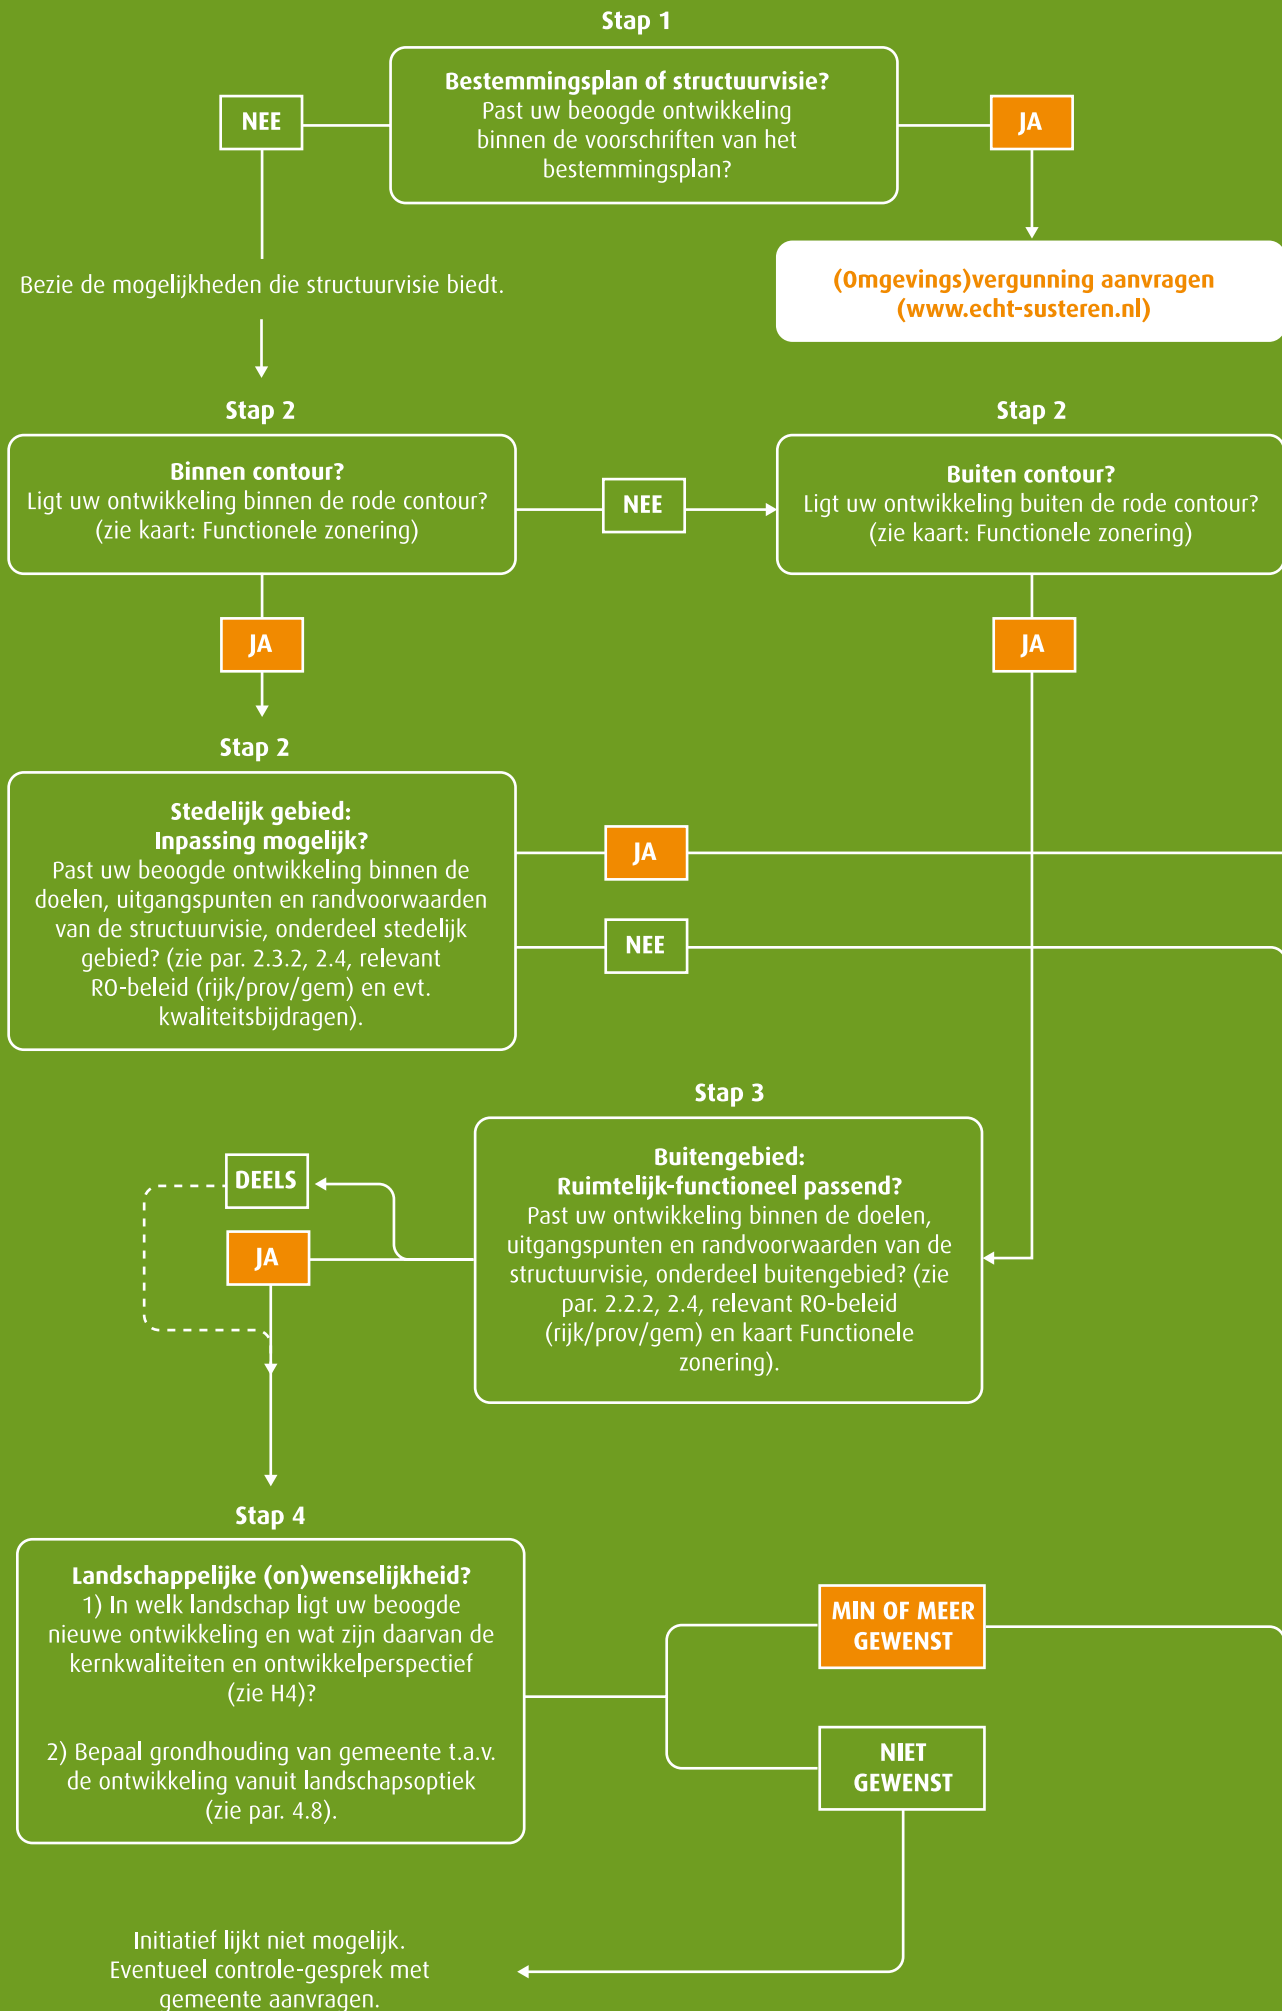 Stap 1
Bestemmingsplan of structuurvisie?
Past uw beoogde ontwikkeling
binnen de voorschriften van het
bestemmingsplan?
NEE
JA
Bezie de mogelijkheden die structuurvisie biedt.
(Omgevings)vergunning aanvragen
(www.echt-susteren.nl)
Stap 2
Binnen contour?
Ligt uw ontwikkeling binnen de rode contour?
(zie kaart: Functionele zonering)
NEE
Stap 2
Buiten contour?
Ligt uw ontwikkeling buiten de rode contour?
(zie kaart: Functionele zonering)
JA
JA
Stap 2
Stedelijk gebied:
Inpassing mogelijk?
Past uw beoogde ontwikkeling binnen de
doelen, uitgangspunten en randvoorwaarden
van de structuurvisie, onderdeel stedelijk
gebied? (zie par. 2.3.2, 2.4, relevant
RO-beleid (rijk/prov/gem) en evt.
kwaliteitsbijdragen).
JA
NEE
Stap 3
Buitengebied:
Ruimtelijk-functioneel passend?
Past uw ontwikkeling binnen de doelen,
uitgangspunten en randvoorwaarden van de
structuurvisie, onderdeel buitengebied? (zie
par. 2.2.2, 2.4, relevant RO-beleid
(rijk/prov/gem) en kaart Functionele
zonering).
DEELS
JA
Stap 4
Landschappelijke (on)wenselijkheid?
1) In welk landschap ligt uw beoogde
nieuwe ontwikkeling en wat zijn daarvan de
kernkwaliteiten en ontwikkelperspectief
(zie H4)?
2) Bepaal grondhouding van gemeente t.a.v.
de ontwikkeling vanuit landschapsoptiek
(zie par. 4.8).
MIN OF MEER
GEWENST
NIET
GEWENST
Initiatief lijkt niet mogelijk.
Eventueel controle-gesprek met
gemeente aanvragen.